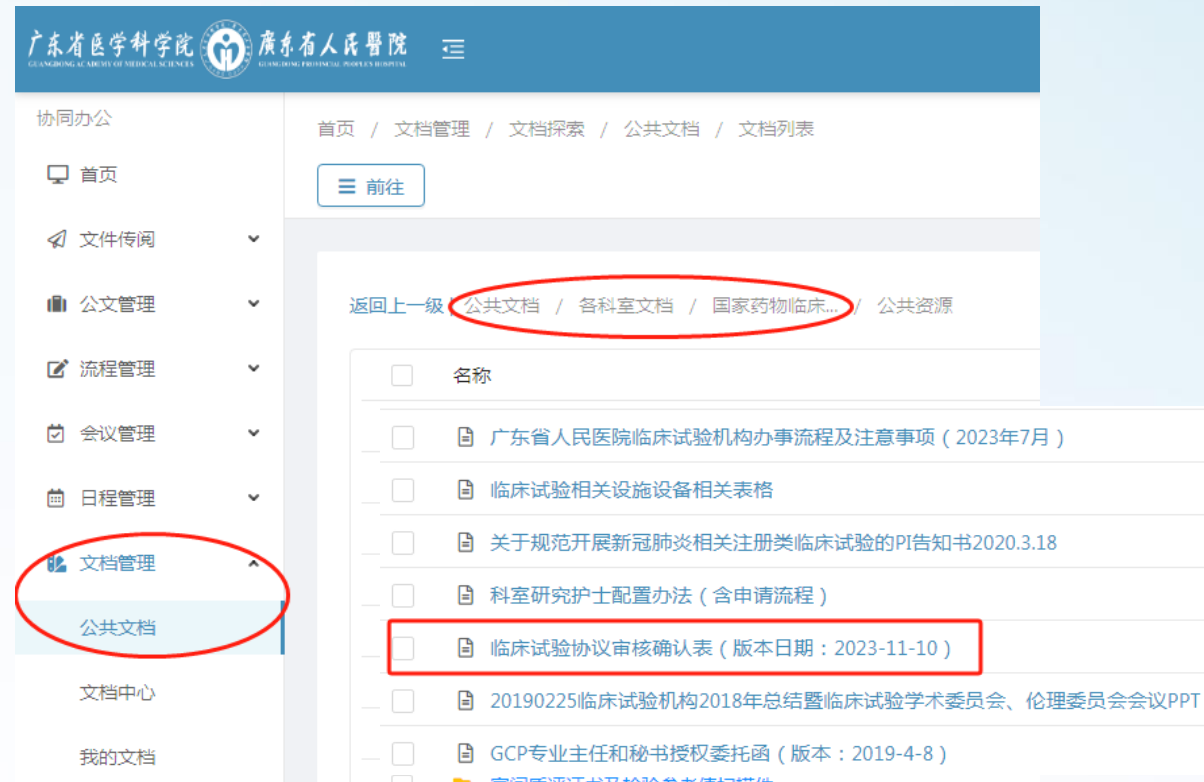 广东省医学科学院 廣东省人民醫院
GUANGDONG ACADEMY OF MEDICAL SCIENCES GUANGDONG PROVINCIAL PEOPLE'S HOSPITAL
协同办公
首页
文件传阅
公文管理
流程管理
会议管理
日程管理
文档管理
公共文档
文档中心
我的文档
首页 / 文档管理 / 文档探索 / 公共文档 / 文档列表
前往
返回上一级 公共文档 / 各科室文档 / 国家药物临床... / 公共资源
名称
广东省人民医院临床试验机构办事流程及注意事项（2023年7月）
临床试验相关设施设备相关表格
关于规范开展新冠肺炎相关注册类临床试验的PI告知书2020.3.18
科室研究护士配置办法（含申请流程）
临床试验协议审核确认表（版本日期：2023-11-10）
20190225临床试验机构2018年总结暨临床试验学术委员会、伦理委员会会议PPT
GCP专业主任和秘书授权委托函（版本：2019-4-8）